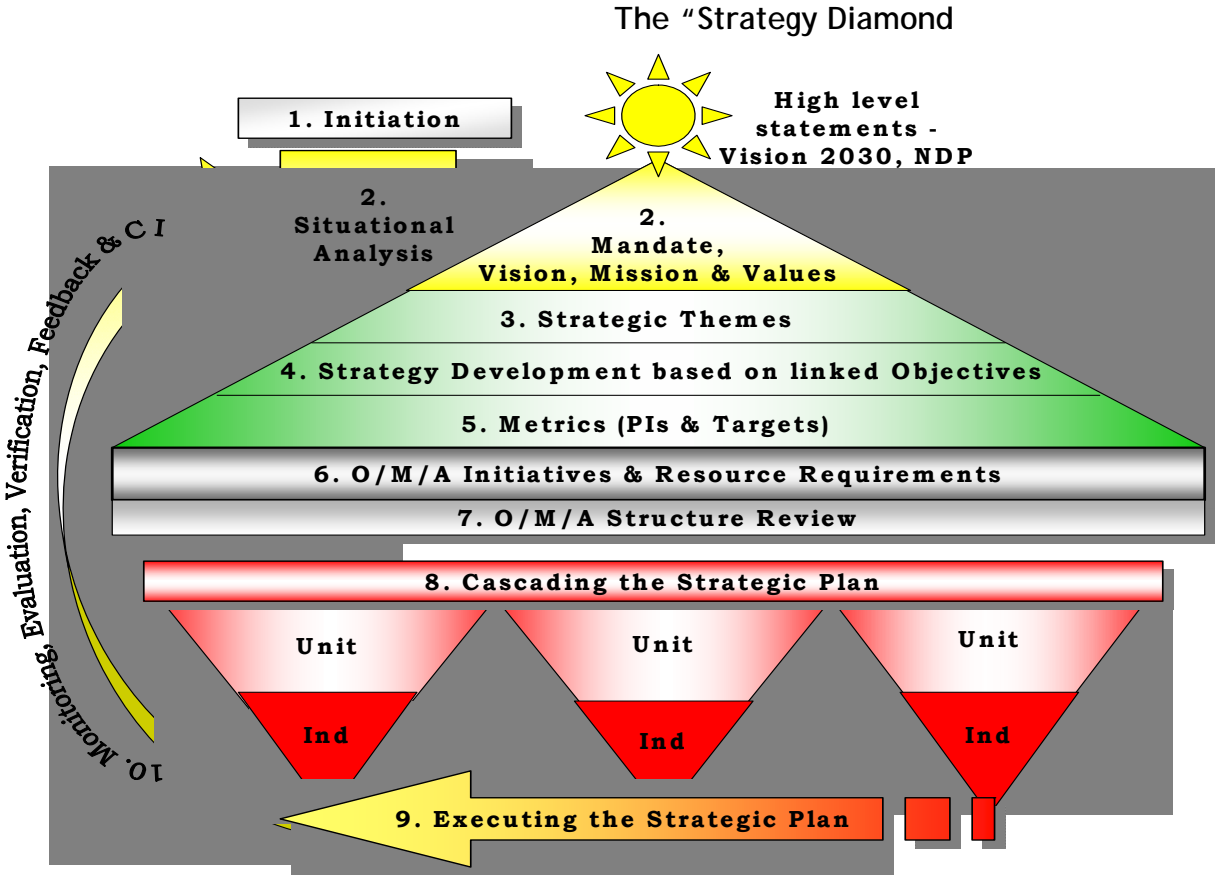 The “Strategy Diamond
1. Initiation
High level
statements -
Vision 2030, NDP
2.
Situational
Analysis
2.
Mandate,
Vision, Mission & Values
3. Strategic Themes
4. Strategy Development based on linked Objectives
5. Metrics (PIs & Targets)
6. O/M/A Initiatives & Resource Requirements
7. O/M/A Structure Review
8. Cascading the Strategic Plan
Unit
Unit
Unit
Ind
Ind
Ind
9. Executing the Strategic Plan
10. Monitoring, Evaluation, Verification, Feedback & CI